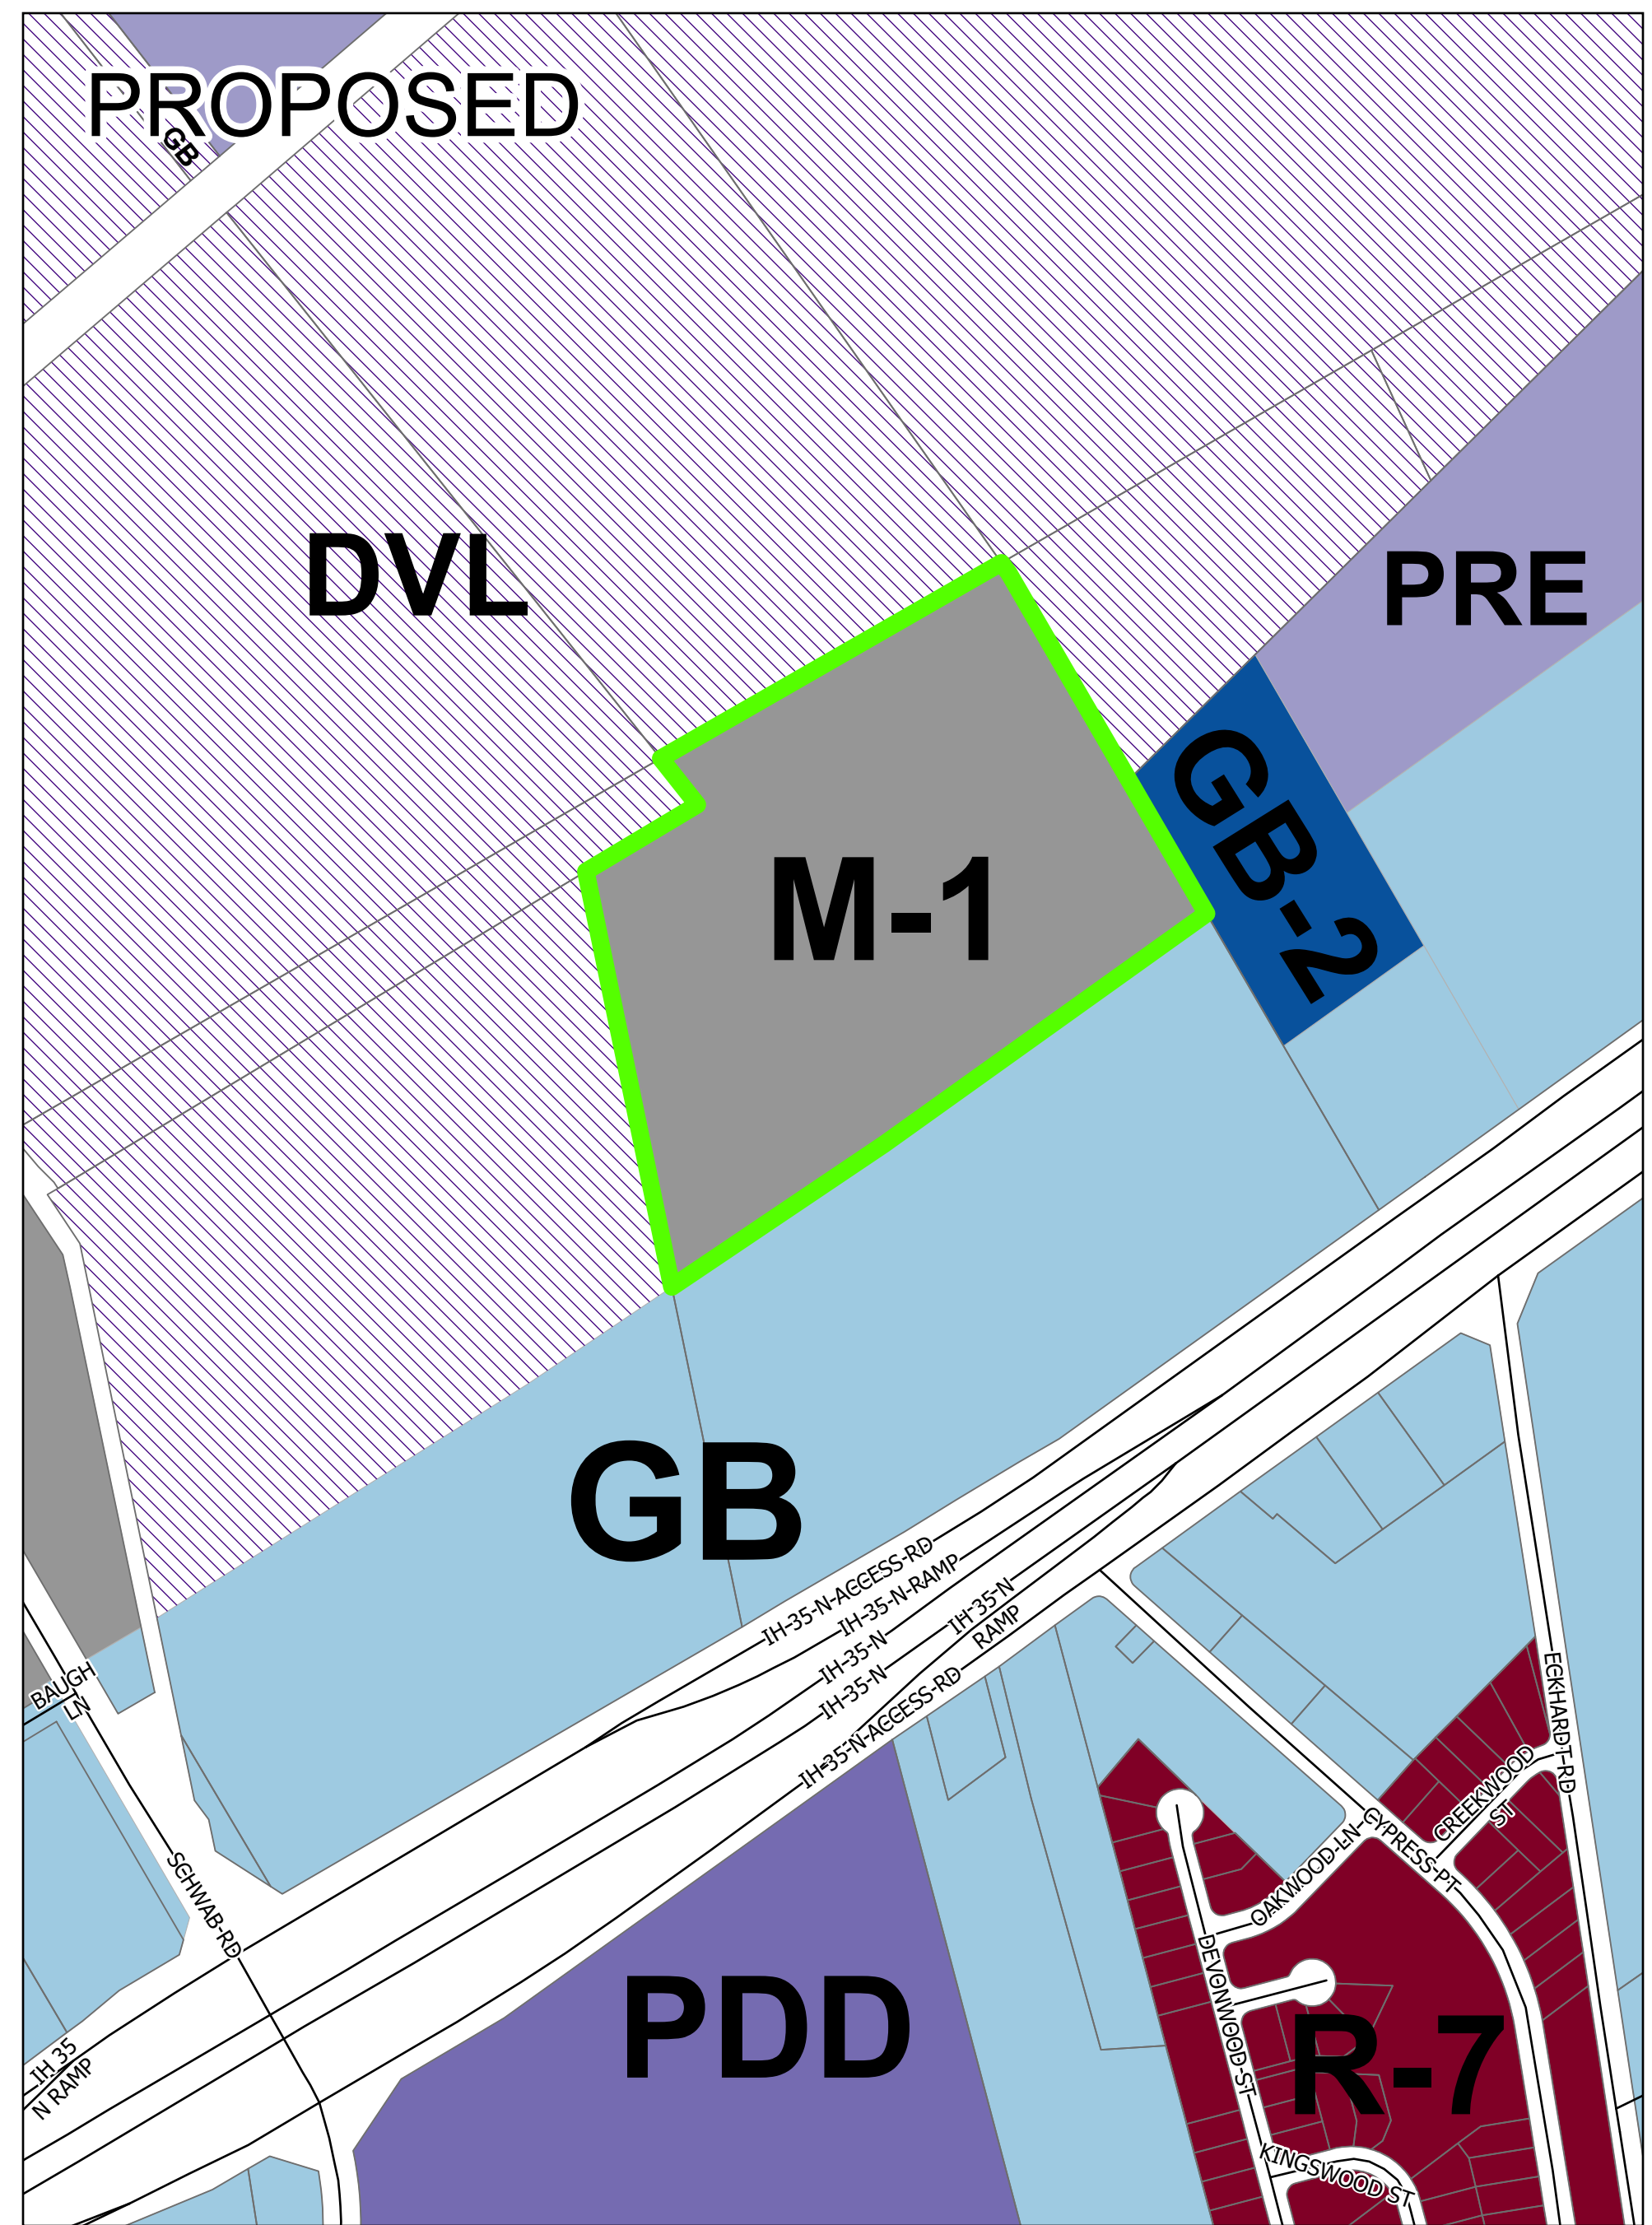 PROPOSED
GB
DVL
PRE
GB-2
M-1
GB
IH-35-N-ACCESS-RD
IH-35-N-RAMP
IH-35-N
RAMP
IH-35-N
IH-35-N
IH-35-N-ACCESS-RD
BAUGH
LN
ECKHARDT-RD
CREEKWOOD
ST
CYPRESS-PT
OAKWOOD-LN
SCHWAB-RD
DEVONWOOD-ST
PDD
R-7
IH 35
N RAMP
KINGSWOOD ST